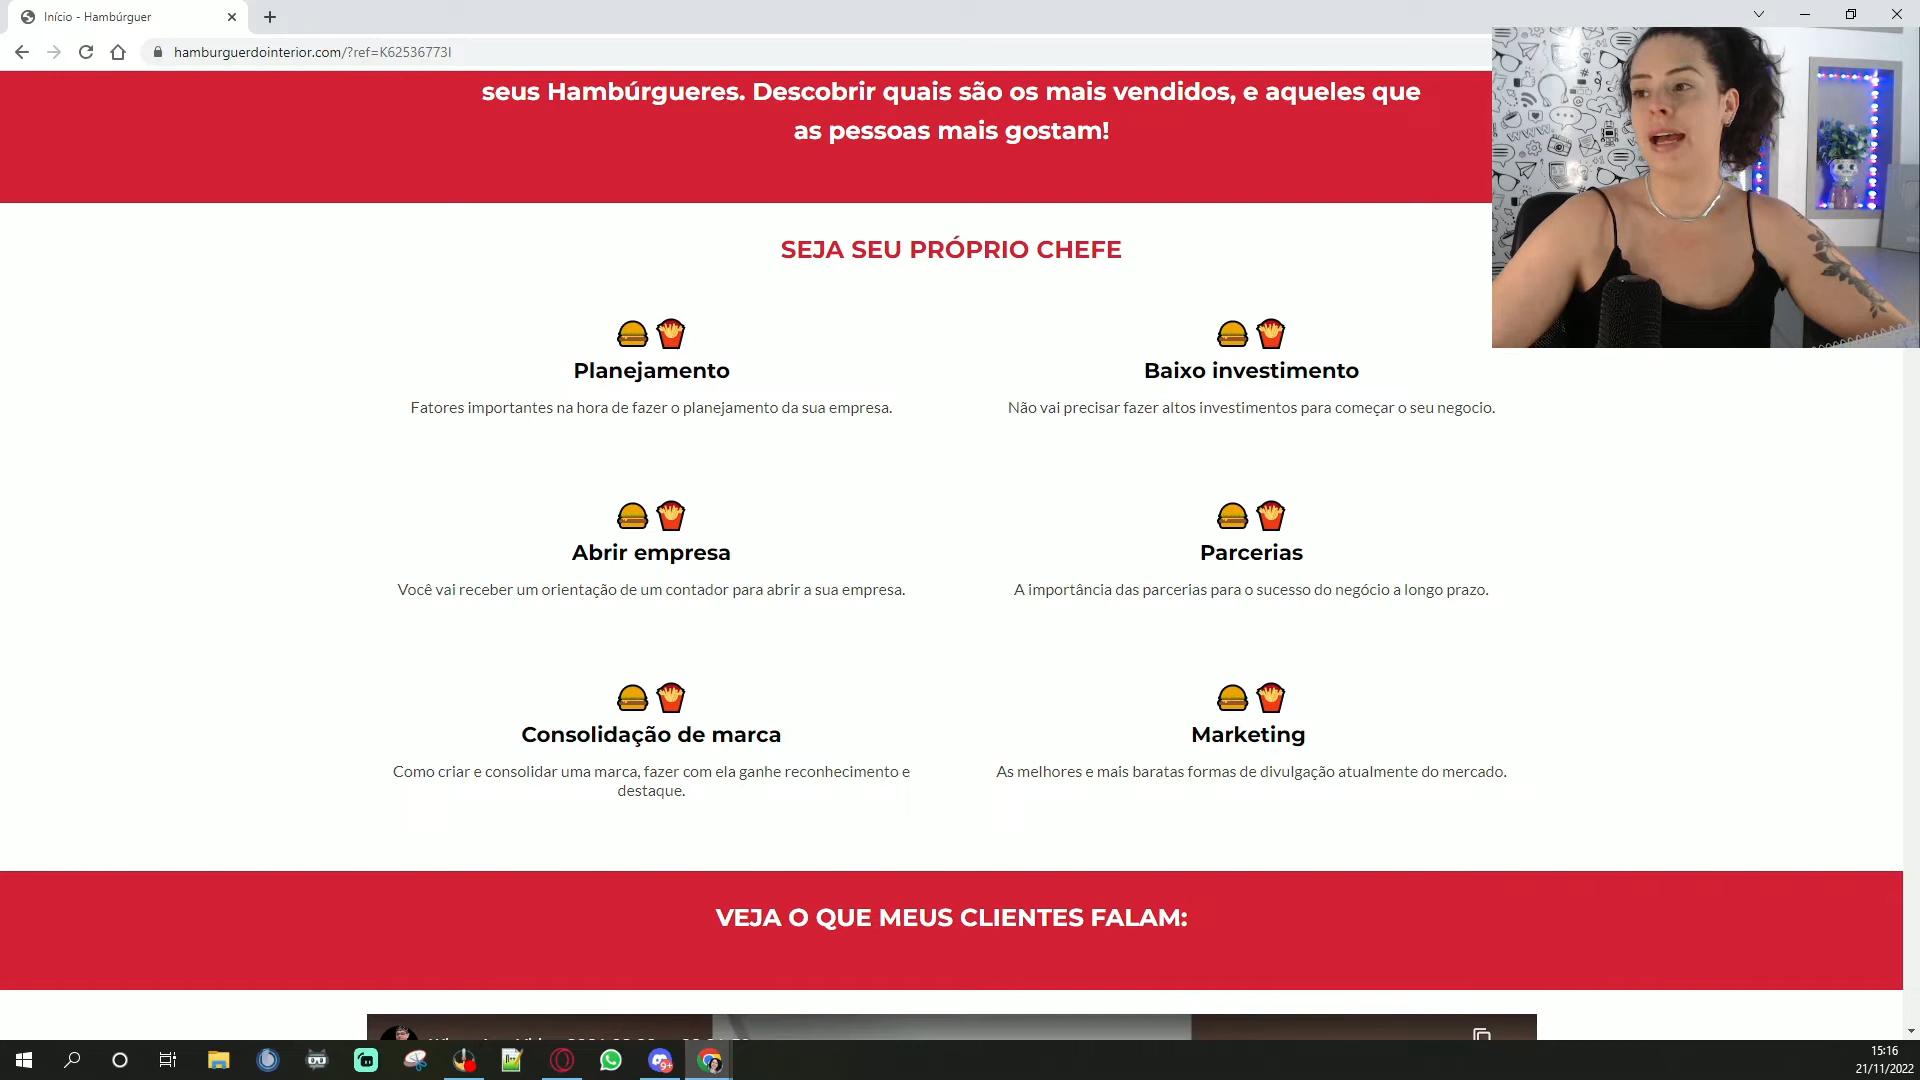 Início - Hambúrguer
hamburguerdointerior.com/?ref=K62536773I
seus Hambúrgueres. Descobrir quais são os mais vendidos, e aqueles que
as pessoas mais gostam!
SEJA SEU PRÓPRIO CHEFE
Planejamento
Fatores importantes na hora de fazer o planejamento da sua empresa.
Baixo investimento
Não vai precisar fazer altos investimentos para começar o seu negocio.
Abrir empresa
Você vai receber um orientação de um contador para abrir a sua empresa.
Parcerias
A importância das parcerias para o sucesso do negócio a longo prazo.
Consolidação de marca
Como criar e consolidar uma marca, fazer com ela ganhe reconhecimento e
destaque.
Marketing
As melhores e mais baratas formas de divulgação atualmente do mercado.
VEJA O QUE MEUS CLIENTES FALAM:
9+
15:16
21/11/2022